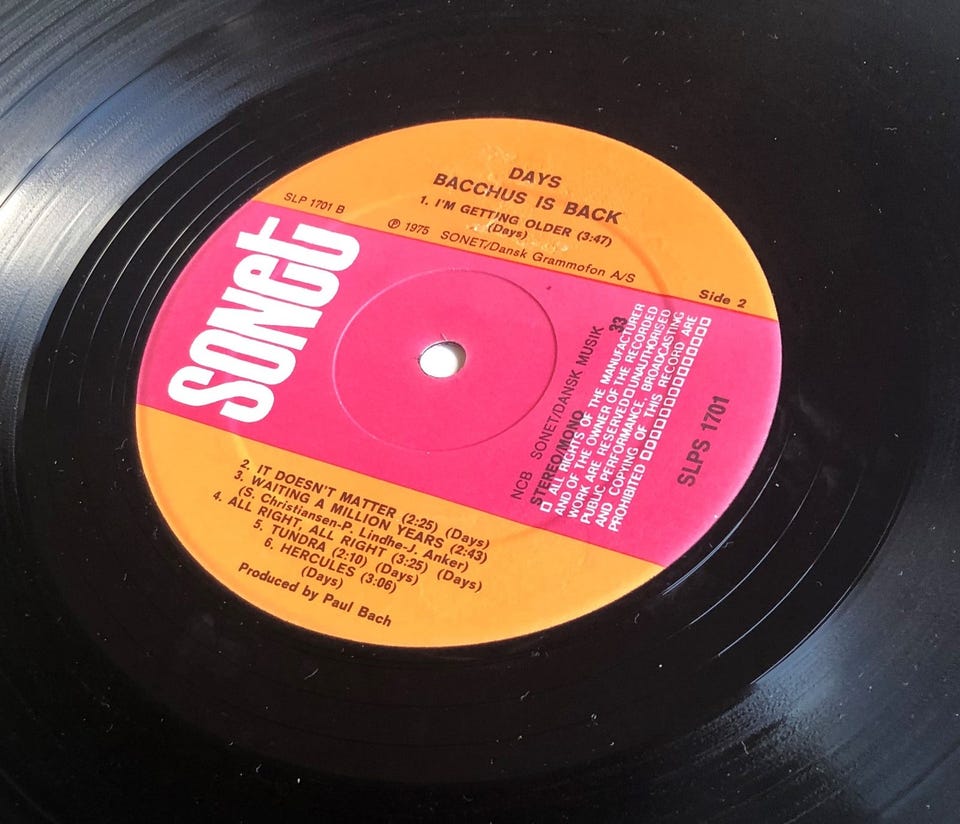 DAYS
BACCHUS IS BACK
1. I'M GETTING OLDER (3:47)
(Days)
SLP 1701 B
℗ 1975 SONET/Dansk Grammofon A/S
Side 2
SONET
NCB SONET/DANSK MUSIK 33
STEREO/MONO
□ ALL RIGHTS OF THE MANUFACTURER
AND OF THE OWNER OF THE RECORDED
WORK ARE RESERVED □ UNAUTHORISED
PUBLIC PERFORMANCE, BROADCASTING
AND COPYING OF THIS RECORD ARE
PROHIBITED
SLPS 1701
2. IT DOESN'T MATTER (2:25) (Days)
3. WAITING A MILLION YEARS (2:43)
(S. Christiansen-P. Lindhe-J. Anker)
4. ALL RIGHT, ALL RIGHT (3:25) (Days)
5. TUNDRA (2:10) (Days)
6. HERCULES (3:06)
(Days)
Produced by Paul Bach